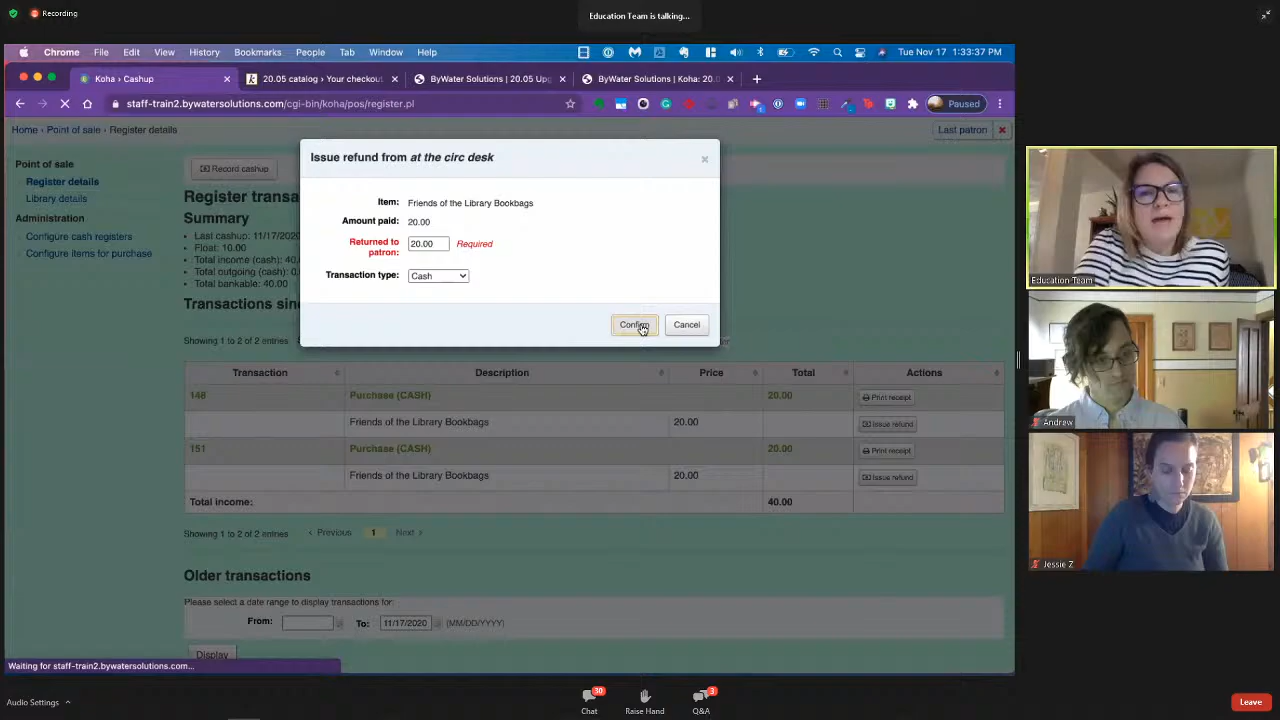 Recording
Education Team is talking...
Chrome File Edit View History Bookmarks People Tab Window Help Tue Nov 17 1:33:37 PM
Koha › Cashup × 20.05 catalog › Your checkout × ByWater Solutions | 20.05 Upg × ByWater Solutions | Koha: 20.0 × +
staff-train2.bywatersolutions.com/cgi-bin/koha/pos/register.pl Paused
Home › Point of sale › Register details
Last patron ×
Point of sale
Register details
Library details
Administration
Configure cash registers
Configure items for purchase
Record cashup
Register transa
Summary
• Last cashup: 11/17/2020
• Float: 10.00
• Total income (cash): 40.0
• Total outgoing (cash): 0.0
• Total bankable: 40.00
Transactions sinc
Issue refund from at the circ desk ×
Item: Friends of the Library Bookbags
Amount paid: 20.00
Returned to patron: 20.00 Required
Transaction type: Cash
Confirm Cancel
Showing 1 to 2 of 2 entries
Transaction Description Price Total Actions
148 Purchase (CASH) 20.00 Print receipt
Friends of the Library Bookbags 20.00 Issue refund
151 Purchase (CASH) 20.00 Print receipt
Friends of the Library Bookbags 20.00 Issue refund
Total income: 40.00
Showing 1 to 2 of 2 entries ‹ Previous 1 Next ›
Older transactions
Please select a date range to display transactions for:
From: To: 11/17/2020 (MM/DD/YYYY)
Display
Waiting for staff-train2.bywatersolutions.com...
Education Team
Andrew
Jessie Z
Audio Settings
30
Chat
Raise Hand
3
Q&A
Leave